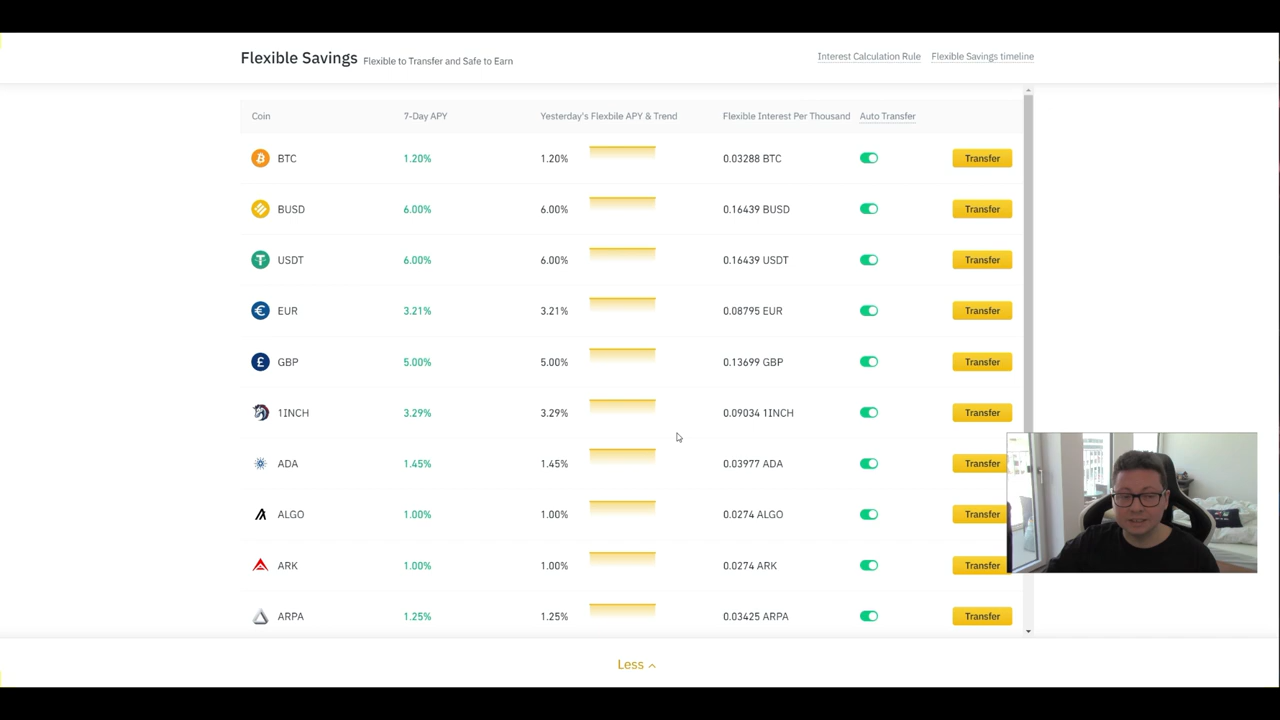 Flexible Savings Flexible to Transfer and Safe to Earn Interest Calculation Rule Flexible Savings timeline
Coin 7-Day APY Yesterday's Flexbile APY & Trend Flexible Interest Per Thousand Auto Transfer
BTC 1.20% 1.20% 0.03288 BTC Transfer
BUSD 6.00% 6.00% 0.16439 BUSD Transfer
USDT 6.00% 6.00% 0.16439 USDT Transfer
EUR 3.21% 3.21% 0.08795 EUR Transfer
GBP 5.00% 5.00% 0.13699 GBP Transfer
1INCH 3.29% 3.29% 0.09034 1INCH Transfer
ADA 1.45% 1.45% 0.03977 ADA Transfer
ALGO 1.00% 1.00% 0.0274 ALGO Transfer
ARK 1.00% 1.00% 0.0274 ARK Transfer
ARPA 1.25% 1.25% 0.03425 ARPA Transfer
Less